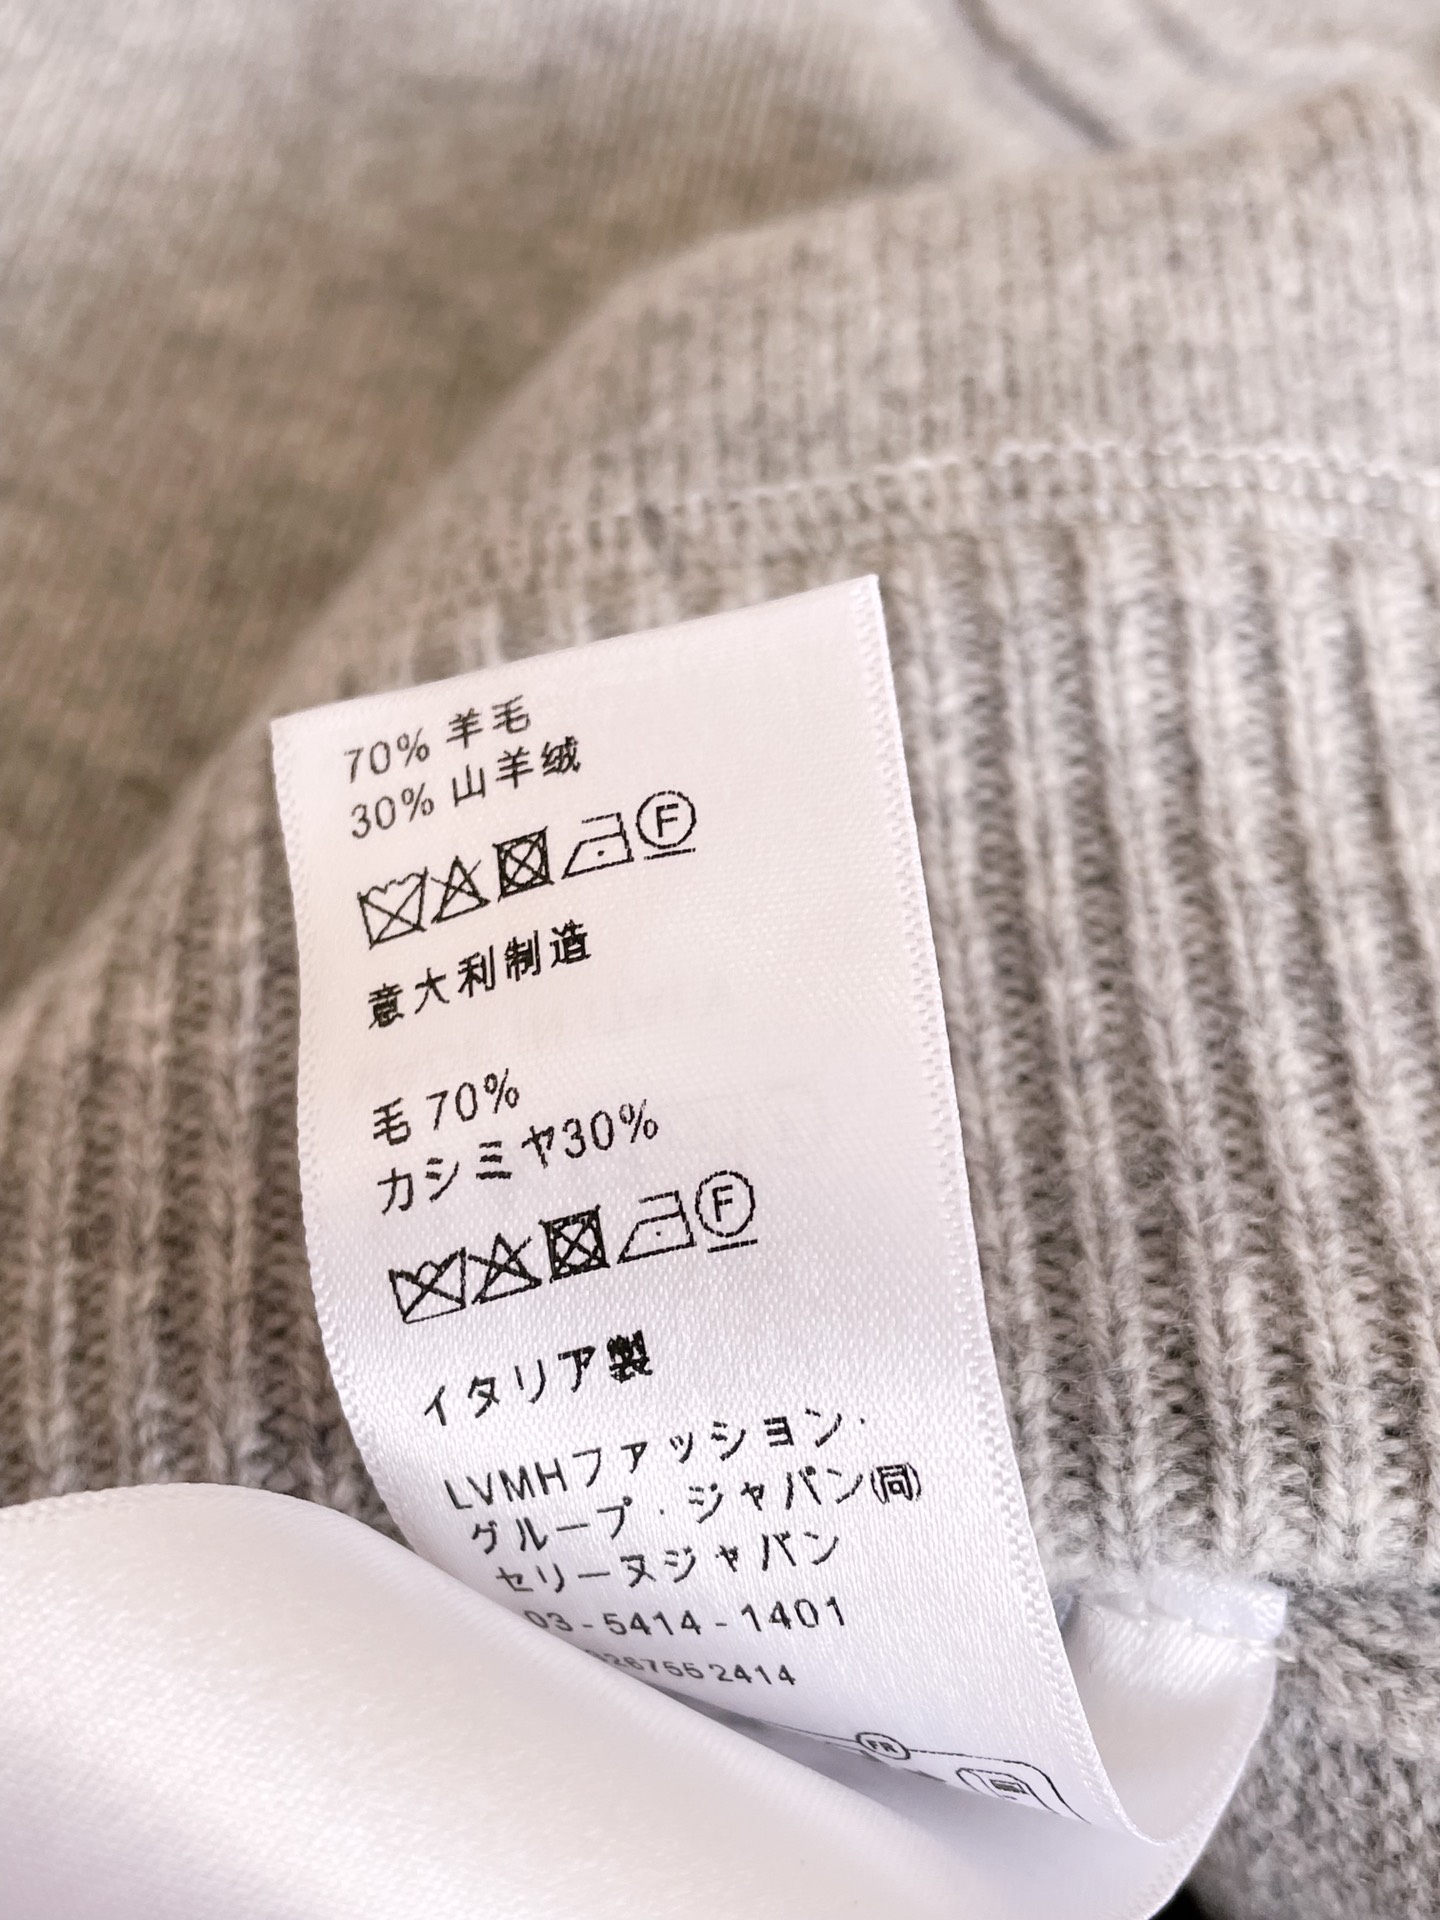 70% 羊毛
30% 山羊绒
F
意大利制造
毛 70%
カシミヤ30%
F
イタリア製
LVMHファッション・
グループ・ジャパン(同)
セリーヌジャパン
03-5414-1401
FR